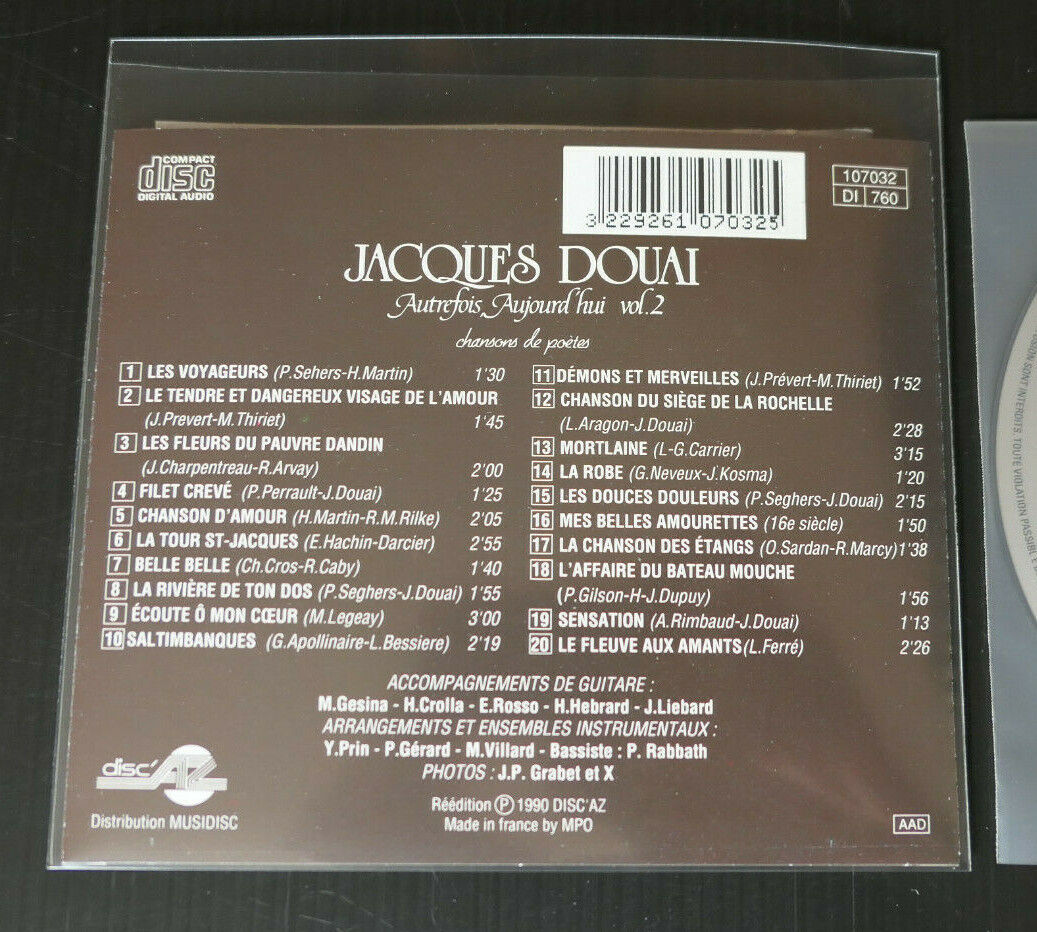 COMPACT
disc
DIGITAL AUDIO
3 229261 070325
107032
DI 760
JACQUES DOUAI
Autrefois, Aujourd'hui vol.2
chansons de poètes
1 LES VOYAGEURS (P.Sehers-H.Martin) 1'30
2 LE TENDRE ET DANGEREUX VISAGE DE L'AMOUR
(J.Prevert-M.Thiriet) 1'45
3 LES FLEURS DU PAUVRE DANDIN
(J.Charpentreau-R.Arvay) 2'00
4 FILET CREVÉ (P.Perrault-J.Douai) 1'25
5 CHANSON D'AMOUR (H.Martin-R.M.Rilke) 2'05
6 LA TOUR ST-JACQUES (E.Hachin-Darcier) 2'55
7 BELLE BELLE (Ch.Cros-R.Caby) 1'40
8 LA RIVIÈRE DE TON DOS (P.Seghers-J.Douai) 1'55
9 ÉCOUTE Ô MON CŒUR (M.Legeay) 3'00
10 SALTIMBANQUES (G.Apollinaire-L.Bessiere) 2'19
11 DÉMONS ET MERVEILLES (J.Prévert-M.Thiriet) 1'52
12 CHANSON DU SIÈGE DE LA ROCHELLE
(L.Aragon-J.Douai) 2'28
13 MORTLAINE (L-G.Carrier) 3'15
14 LA ROBE (G.Neveux-J.Kosma) 1'20
15 LES DOUCES DOULEURS (P.Seghers-J.Douai) 2'15
16 MES BELLES AMOURETTES (16e siècle) 1'50
17 LA CHANSON DES ÉTANGS (O.Sardan-R.Marcy) 1'38
18 L'AFFAIRE DU BATEAU MOUCHE
(P.Gilson-H-J.Dupuy) 1'56
19 SENSATION (A.Rimbaud-J.Douai) 1'13
20 LE FLEUVE AUX AMANTS (L.Ferré) 2'26
ACCOMPAGNEMENTS DE GUITARE :
M.Gesina - H.Crolla - E.Rosso - H.Hebrard - J.Liebard
ARRANGEMENTS ET ENSEMBLES INSTRUMENTAUX :
Y.Prin - P.Gérard - M.Villard - Bassiste : P. Rabbath
PHOTOS : J.P. Grabet et X
disc'AZ
Distribution MUSIDISC
Réédition Ⓟ 1990 DISC'AZ
Made in france by MPO
AAD
SONT INTERDITS. TOUTE VIOLATION PASSIBLE